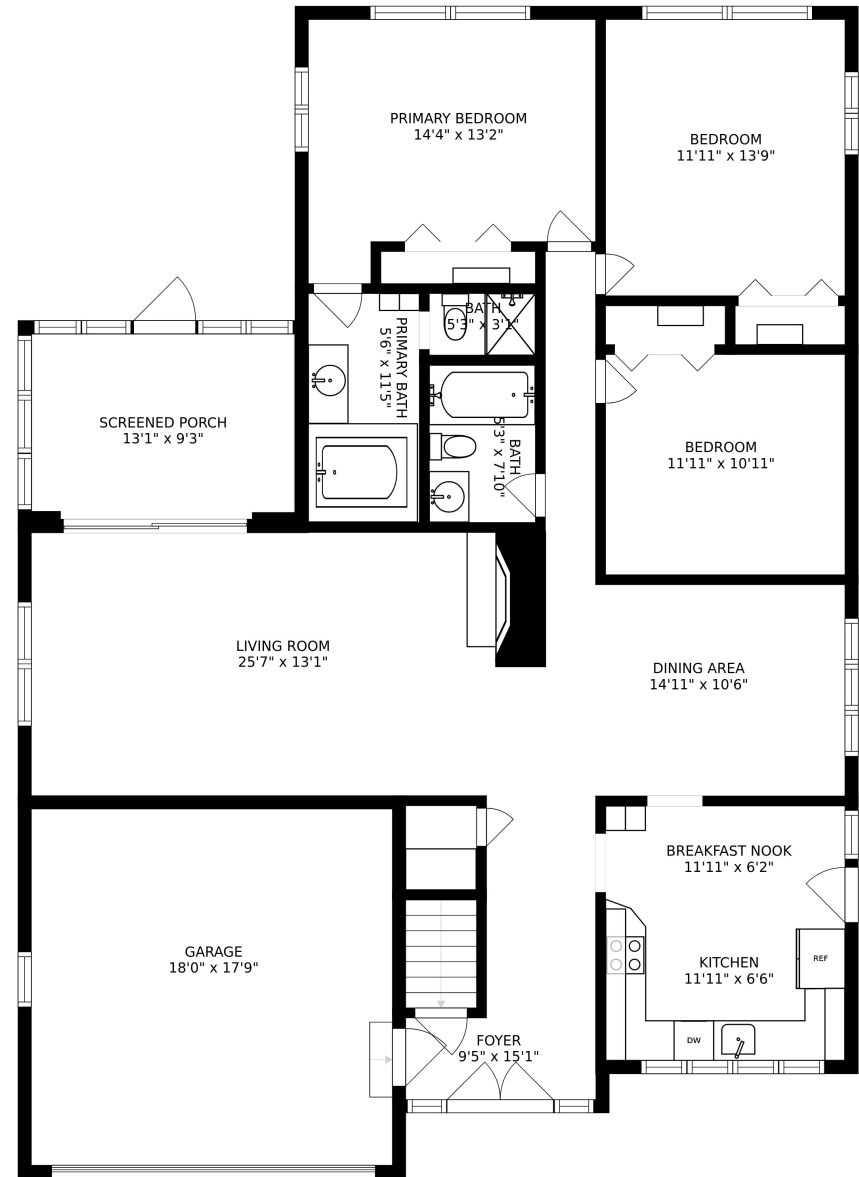 PRIMARY BEDROOM
14'4" x 13'2"
BEDROOM
11'11" x 13'9"
BATH
5'3" x 3'1"
PRIMARY BATH
5'6" x 11'5"
SCREENED PORCH
13'1" x 9'3"
BATH
5'3" x 7'10"
BEDROOM
11'11" x 10'11"
LIVING ROOM
25'7" x 13'1"
DINING AREA
14'11" x 10'6"
BREAKFAST NOOK
11'11" x 6'2"
GARAGE
18'0" x 17'9"
KITCHEN
11'11" x 6'6"
REF
DW
FOYER
9'5" x 15'1"